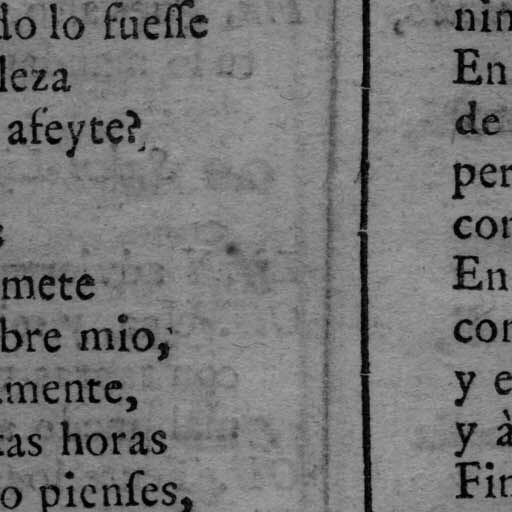 do lo fuesse
leza
afeyte?
mete
bre mio,
mente,
tas horas
o pienses,
nin
En
de
per
con
En
con
y e
y à
Fin